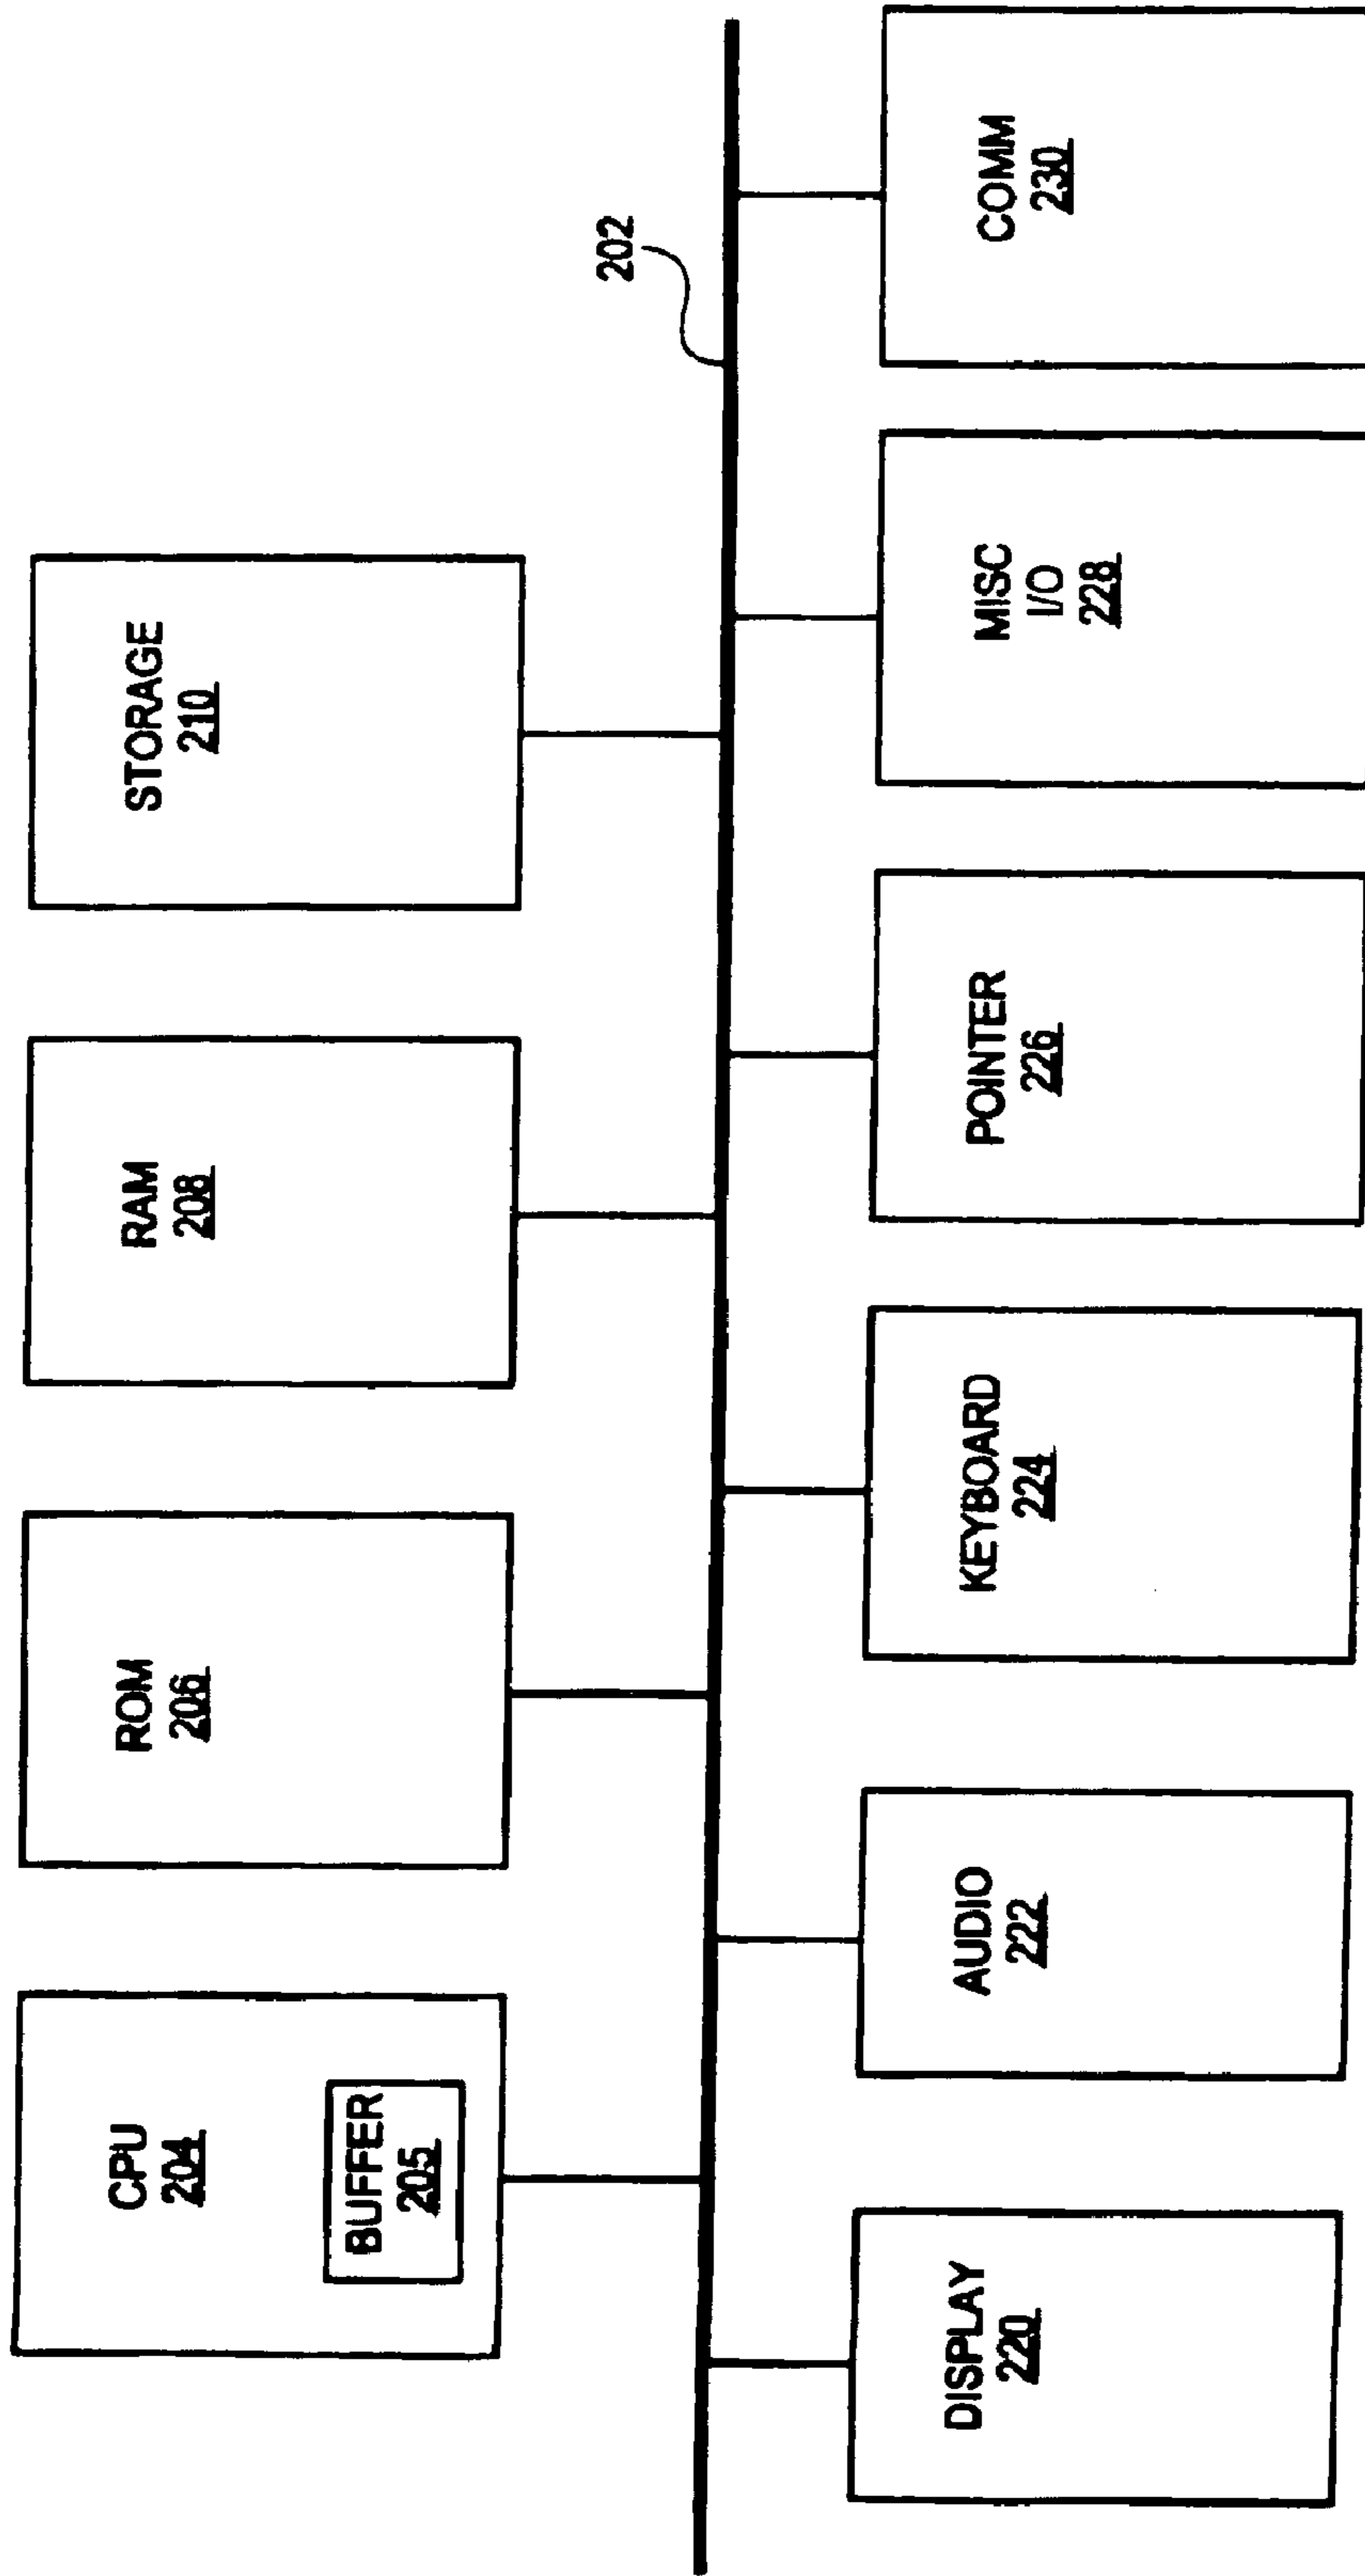 CPU
204
BUFFER
205
ROM
206
RAM
208
STORAGE
210
202
DISPLAY
220
AUDIO
222
KEYBOARD
224
POINTER
226
MISC
I/O
228
COMM
230